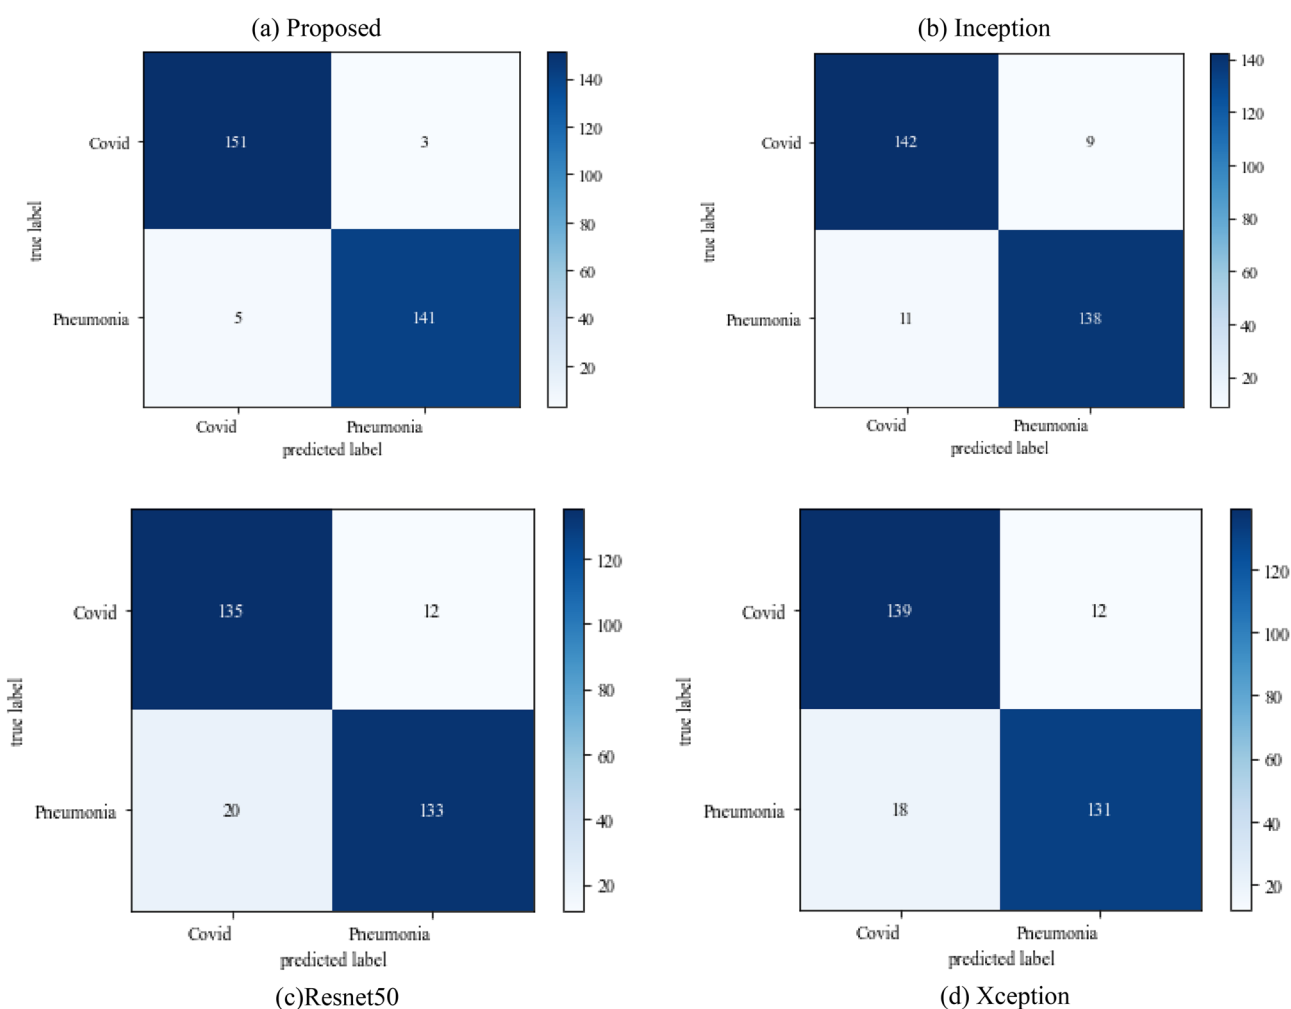 (a) Proposed
Covid
151
3
Pneumonia
5
141
true label
Covid
Pneumonia
predicted label
140
120
100
80
60
40
20
(b) Inception
Covid
142
9
Pneumonia
11
138
true label
Covid
Pneumonia
predicted label
140
120
100
80
60
40
20
Covid
135
12
Pneumonia
20
133
true label
Covid
Pneumonia
predicted label
120
100
80
60
40
20
(c)Resnet50
Covid
139
12
Pneumonia
18
131
true label
Covid
Pneumonia
predicted label
120
100
80
60
40
20
(d) Xception